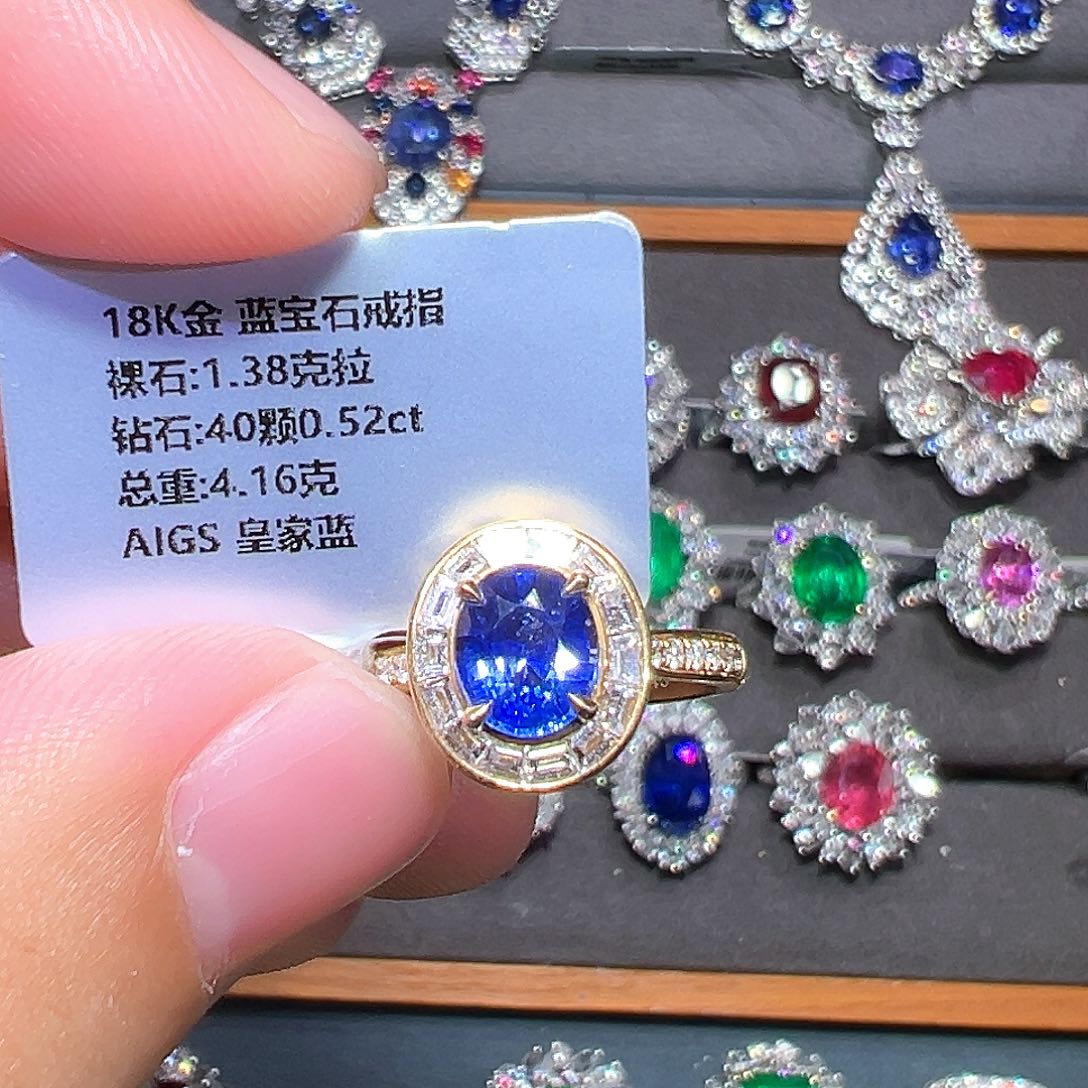 18K金 蓝宝石戒指
裸石:1.38克拉
钻石:40颗0.52ct
总重:4.16克
AIGS 皇家蓝